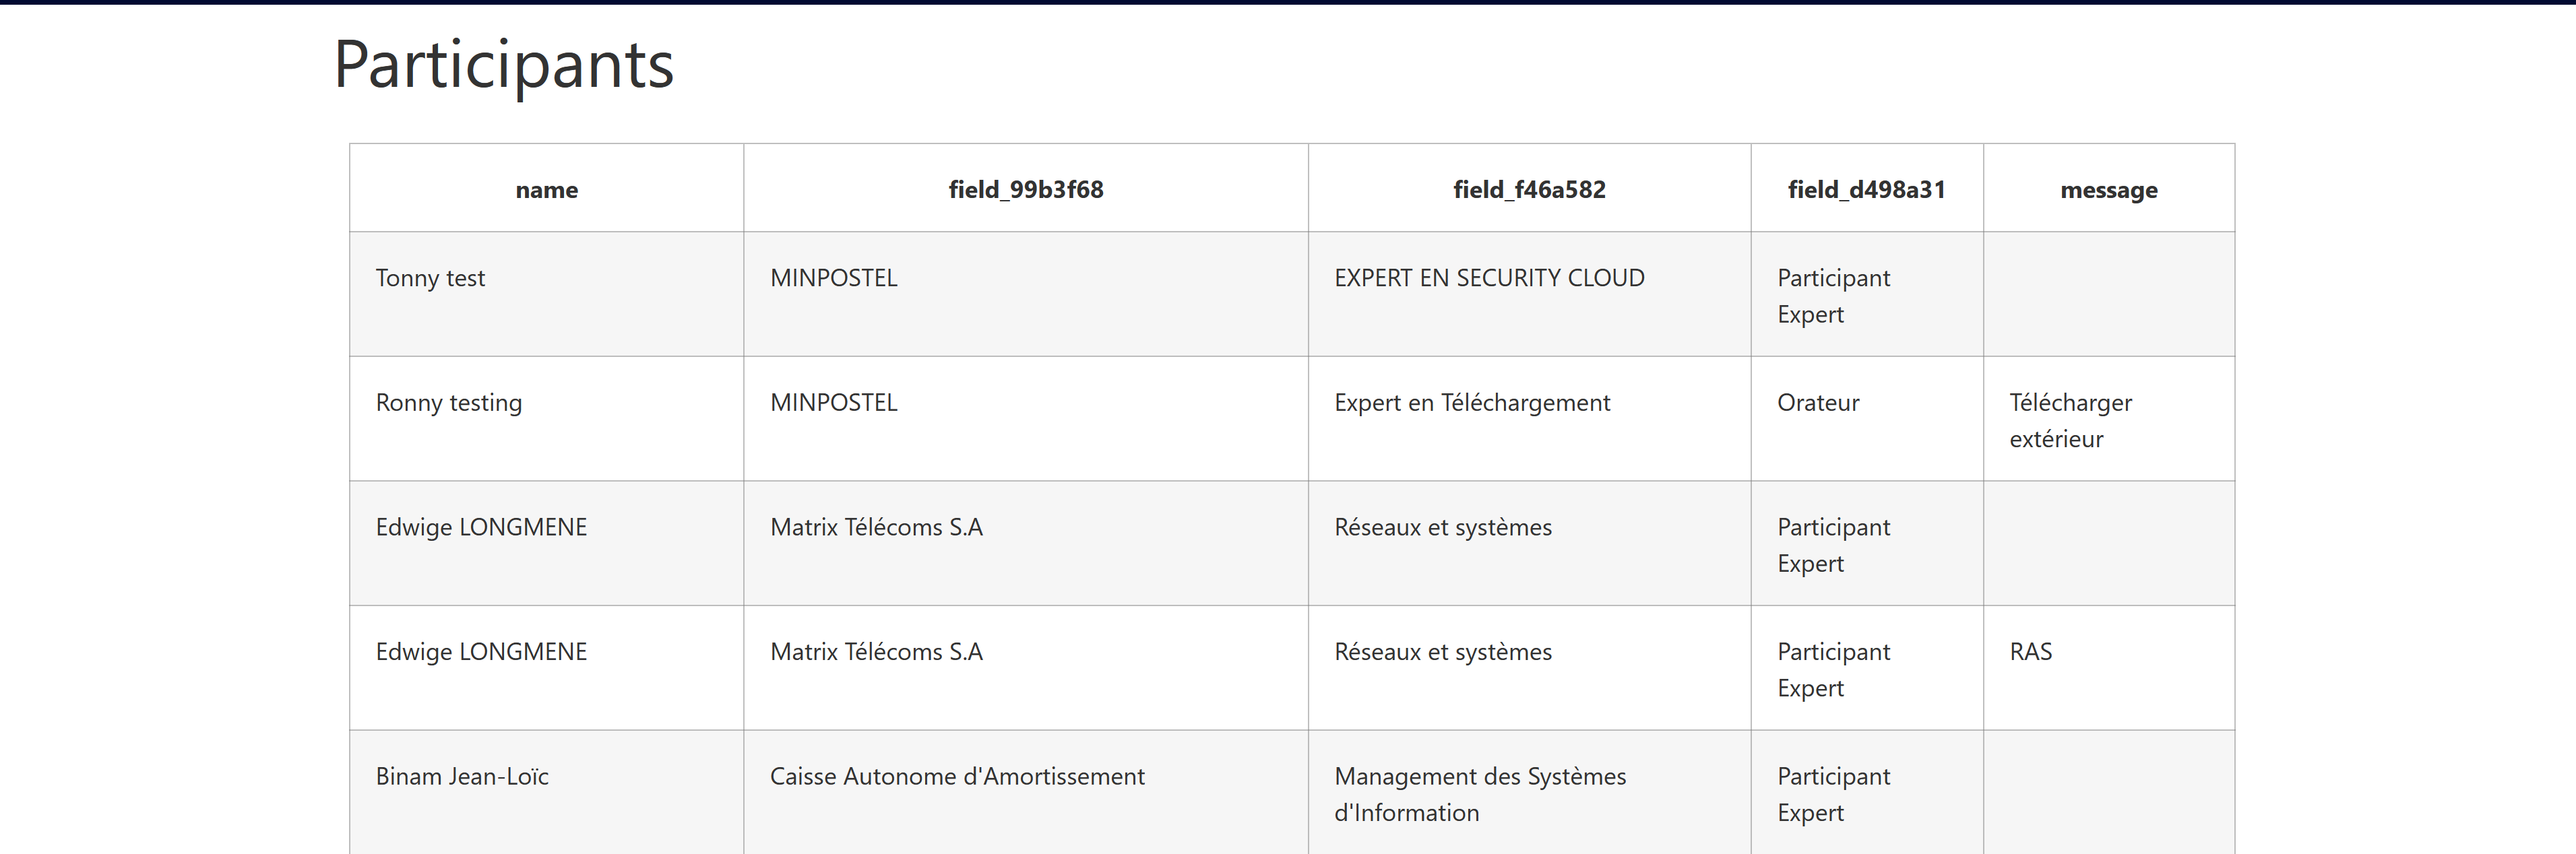 Participants
name field_99b3f68 field_f46a582 field_d498a31 message
Tonny test MINPOSTEL EXPERT EN SECURITY CLOUD Participant
Expert
Ronny testing MINPOSTEL Expert en Téléchargement Orateur Télécharger
extérieur
Edwige LONGMENE Matrix Télécoms S.A Réseaux et systèmes Participant
Expert
Edwige LONGMENE Matrix Télécoms S.A Réseaux et systèmes Participant RAS
Expert
Binam Jean-Loïc Caisse Autonome d'Amortissement Management des Systèmes Participant
d'Information Expert